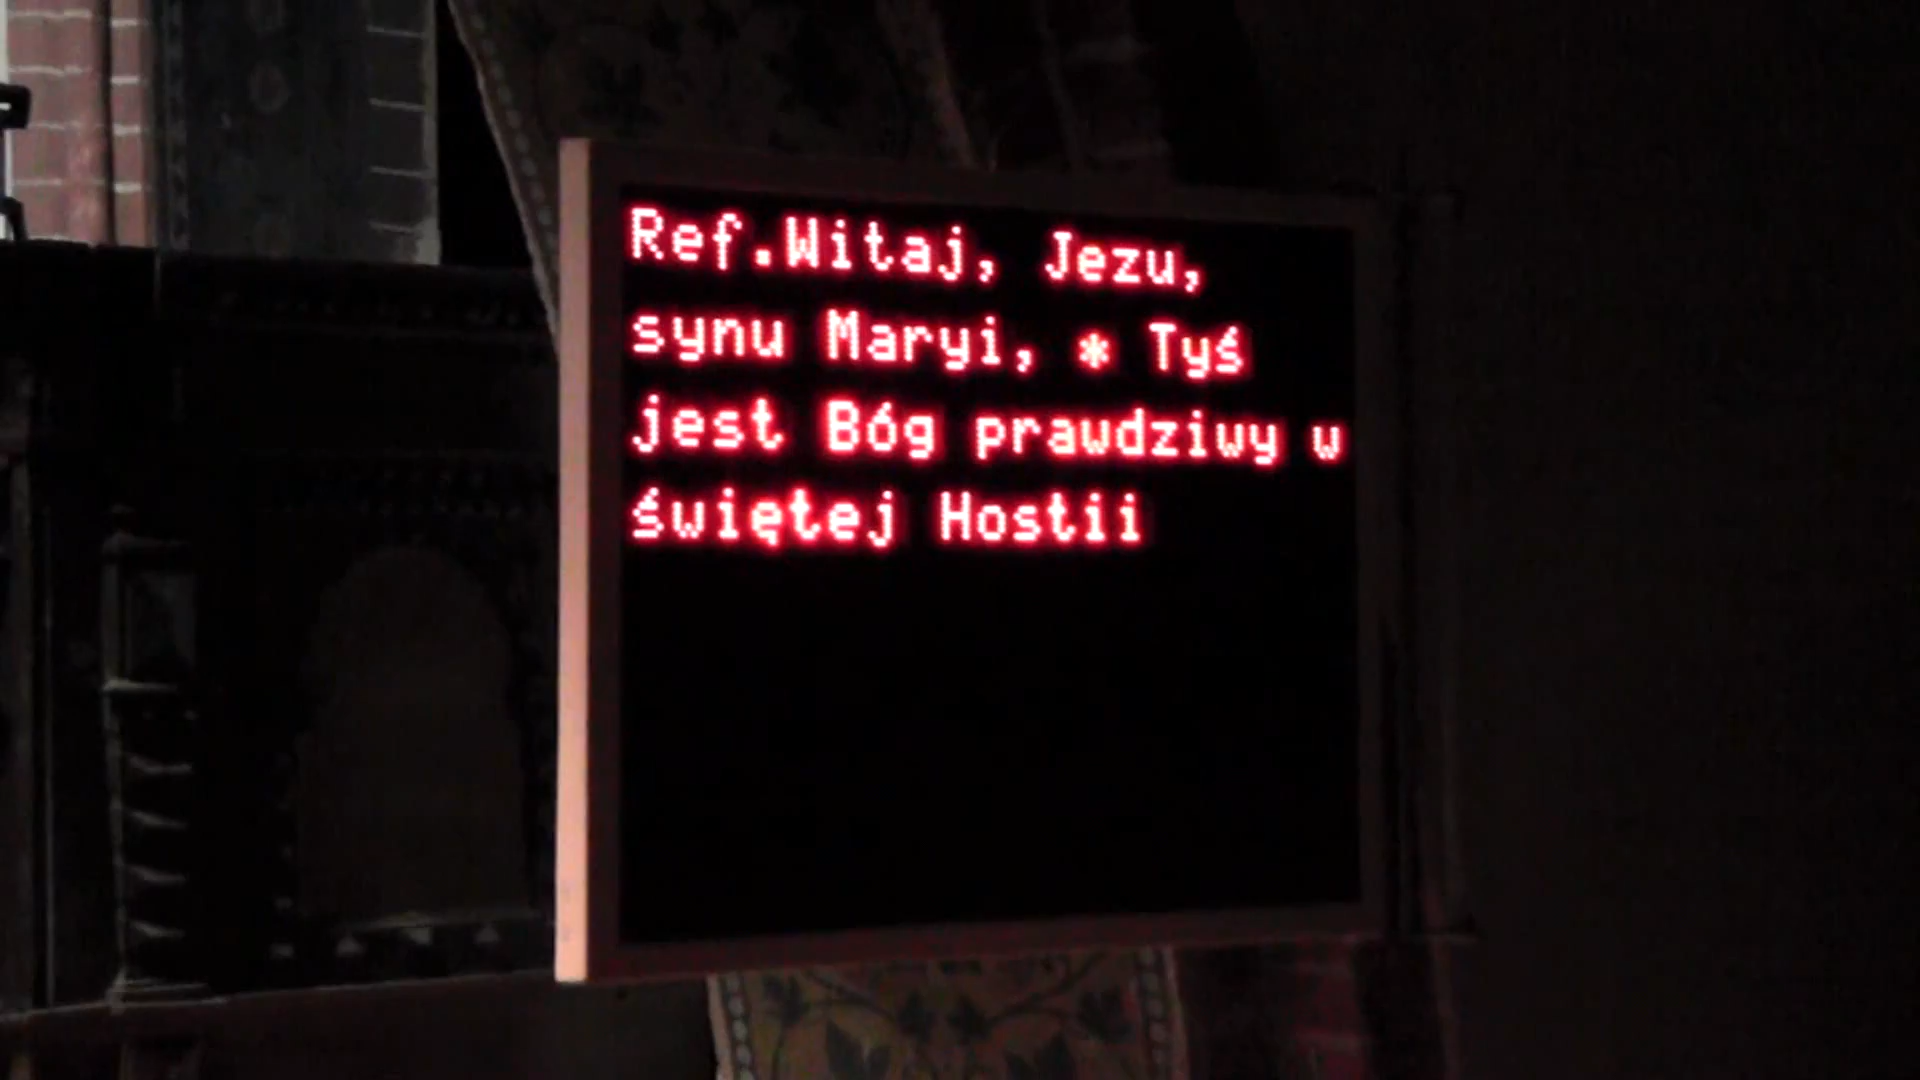 Ref.Witaj, Jezu,
synu Maryi, * Tyś
jest Bóg prawdziwy w
świętej Hostii